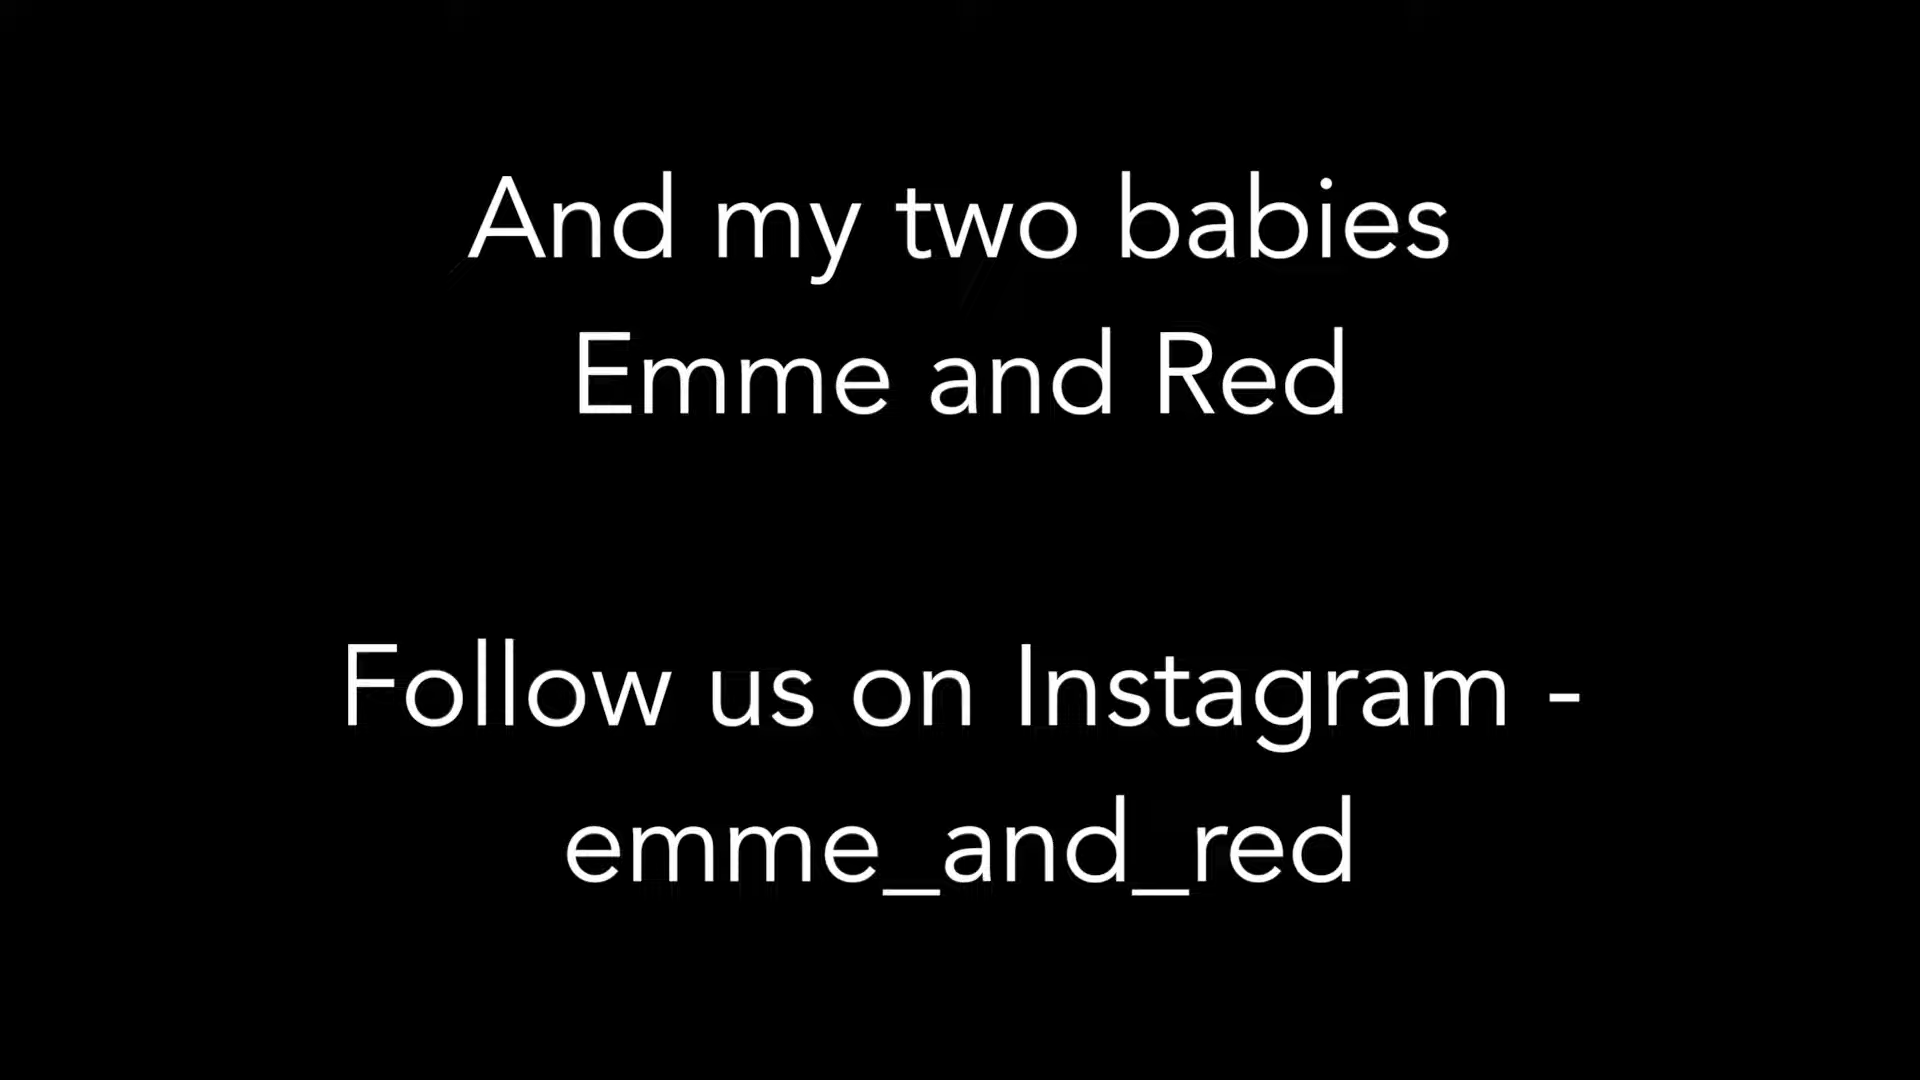 And my two babies
Emme and Red
Follow us on Instagram -
emme_and_red